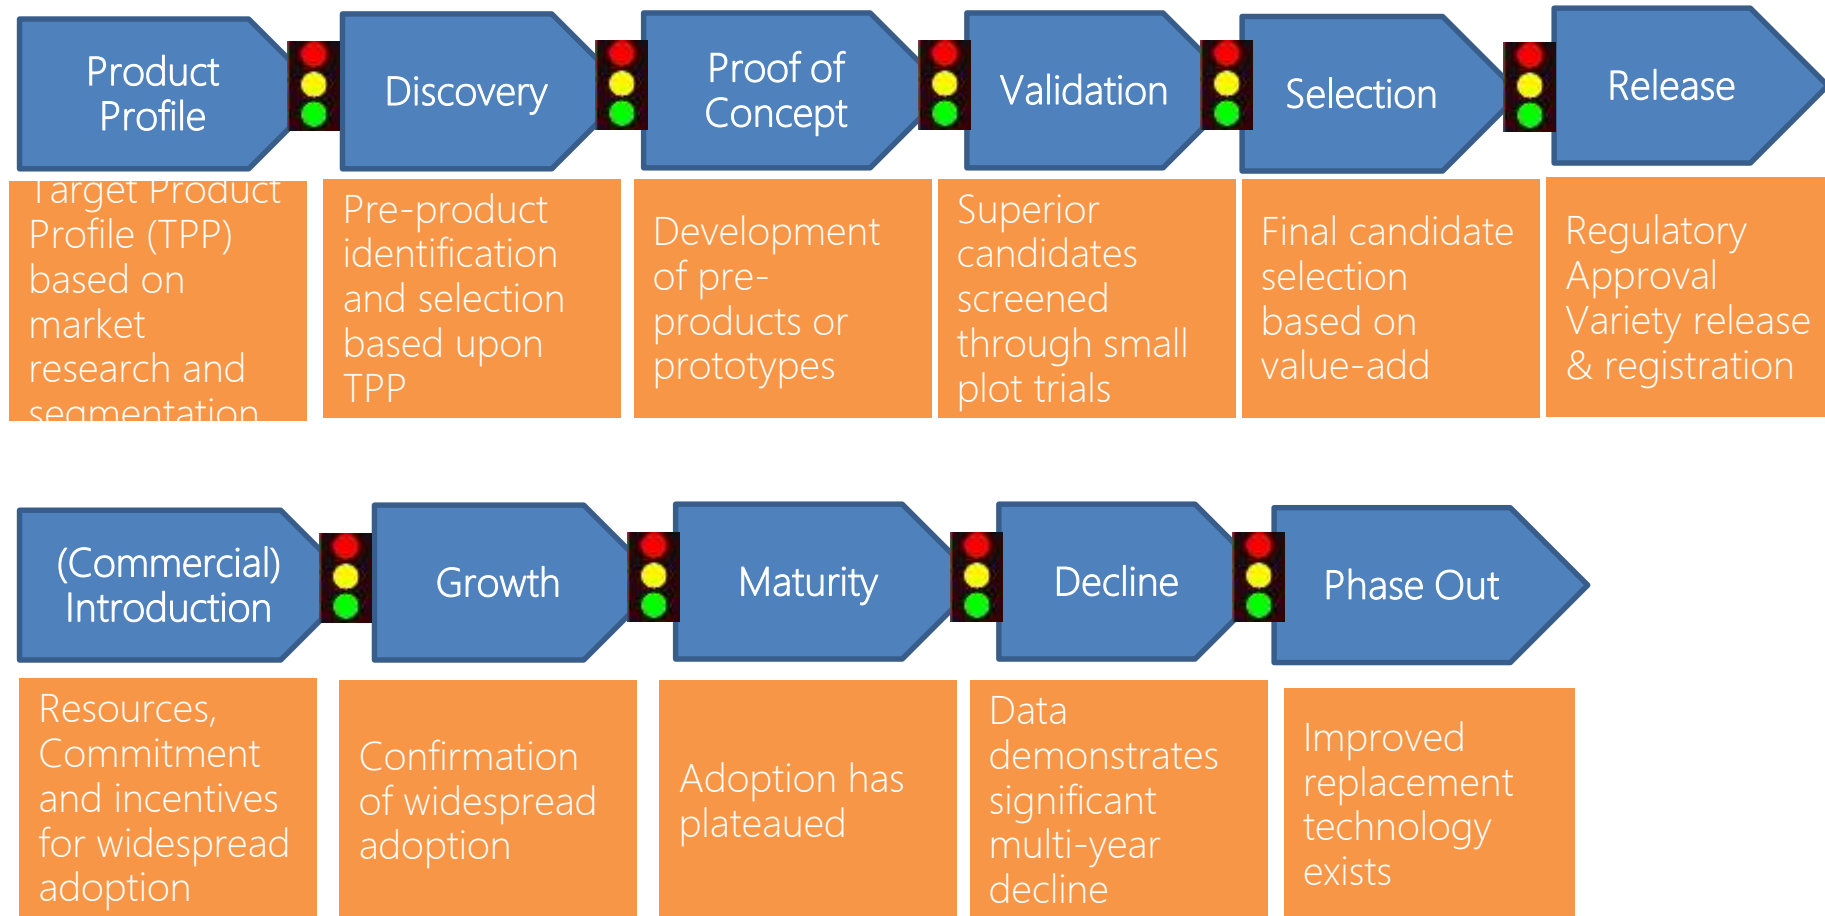 Product
Profile
Discovery
Proof of
Concept
Validation
Selection
Release
Target Product
Profile (TPP)
based on
market
research and
segmentation
Pre-product
identification
and selection
based upon
TPP
Development
of pre-
products or
prototypes
Superior
candidates
screened
through small
plot trials
Final candidate
selection
based on
value-add
Regulatory
Approval
Variety release
& registration
(Commercial)
Introduction
Growth
Maturity
Decline
Phase Out
Resources,
Commitment
and incentives
for widespread
adoption
Confirmation
of widespread
adoption
Adoption has
plateaued
Data
demonstrates
significant
multi-year
decline
Improved
replacement
technology
exists